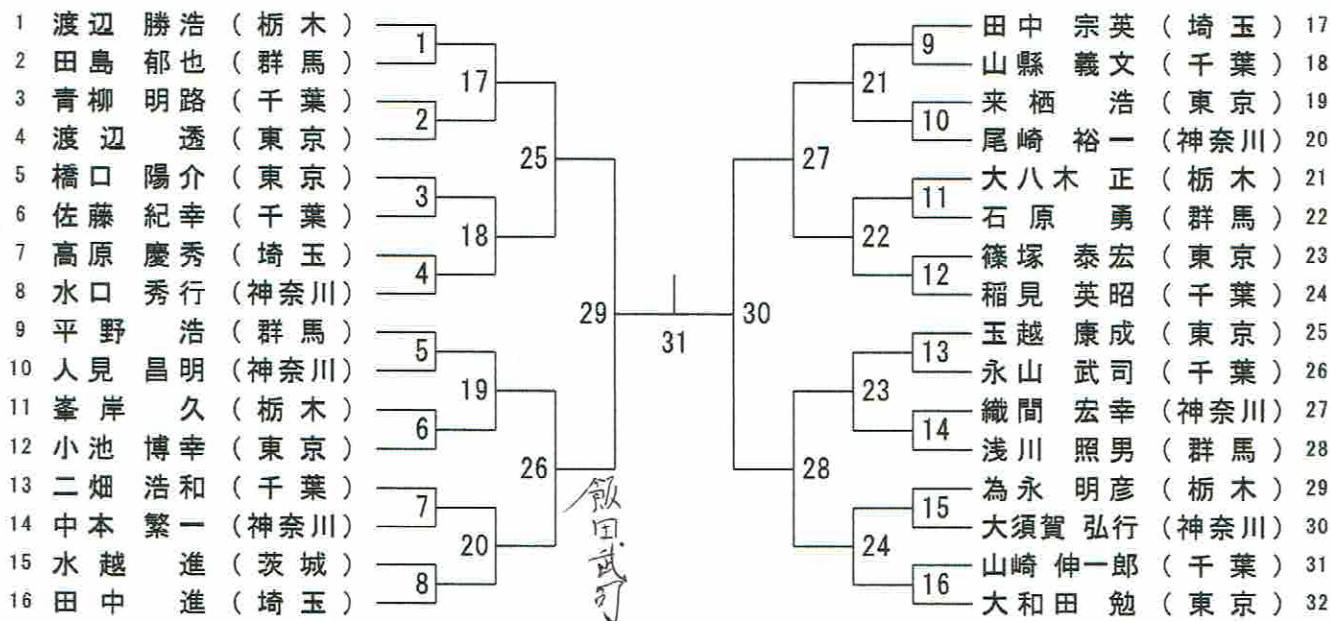 1 渡辺 勝浩 (栃木)
2 田島 郁也 (群馬)
3 青柳 明路 (千葉)
4 渡辺 透 (東京)
5 橋口 陽介 (東京)
6 佐藤 紀幸 (千葉)
7 高原 慶秀 (埼玉)
8 水口 秀行 (神奈川)
9 平野 浩 (群馬)
10 人見 昌明 (神奈川)
11 峯岸 久 (栃木)
12 小池 博幸 (東京)
13 二畑 浩和 (千葉)
14 中本 繁一 (神奈川)
15 水越 進 (茨城)
16 田中 進 (埼玉)
1
2
3
4
5
6
7
8
17
18
19
20
25
26
29
31
飯田武司
30
27
28
21
22
23
24
9
10
11
12
13
14
15
16
田中 宗英 (埼玉) 17
山縣 義文 (千葉) 18
来栖 浩 (東京) 19
尾崎 裕一 (神奈川) 20
大八木 正 (栃木) 21
石原 勇 (群馬) 22
篠塚 泰宏 (東京) 23
稲見 英昭 (千葉) 24
玉越 康成 (東京) 25
永山 武司 (千葉) 26
織間 宏幸 (神奈川) 27
浅川 照男 (群馬) 28
為永 明彦 (栃木) 29
大須賀 弘行 (神奈川) 30
山崎 伸一郎 (千葉) 31
大和田 勉 (東京) 32